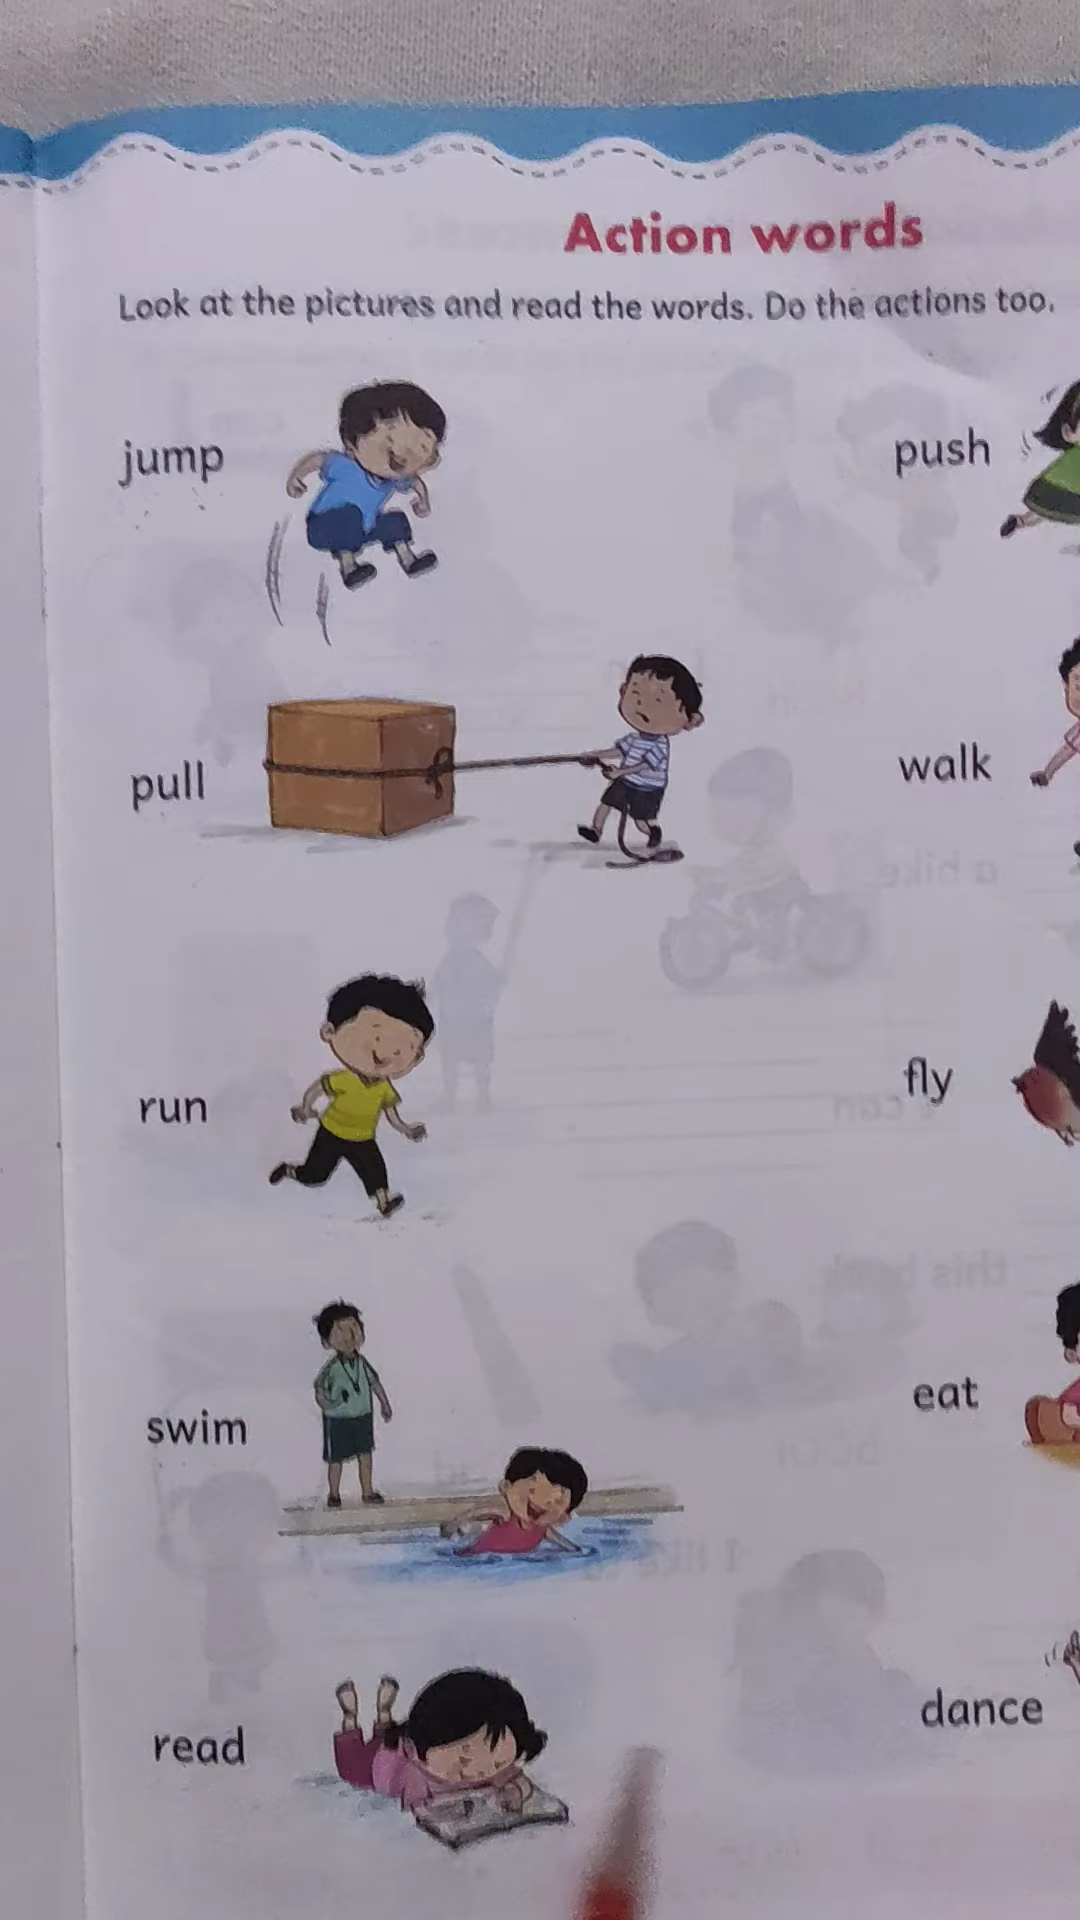 Action words
Look at the pictures and read the words. Do the actions too.
jump
push
pull
walk
run
fly
swim
eat
read
dance